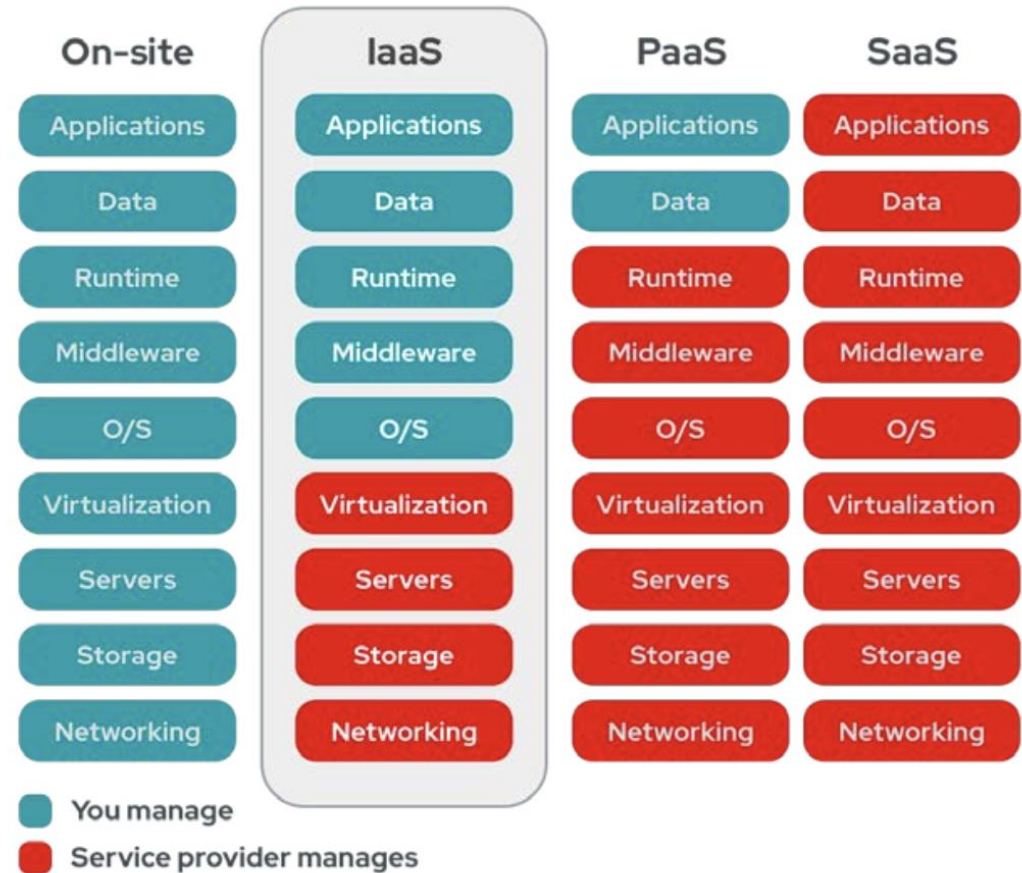 On-site IaaS PaaS SaaS
Applications Applications Applications Applications
Data Data Data Data
Runtime Runtime Runtime Runtime
Middleware Middleware Middleware Middleware
O/S O/S O/S O/S
Virtualization Virtualization Virtualization Virtualization
Servers Servers Servers Servers
Storage Storage Storage Storage
Networking Networking Networking Networking
You manage
Service provider manages